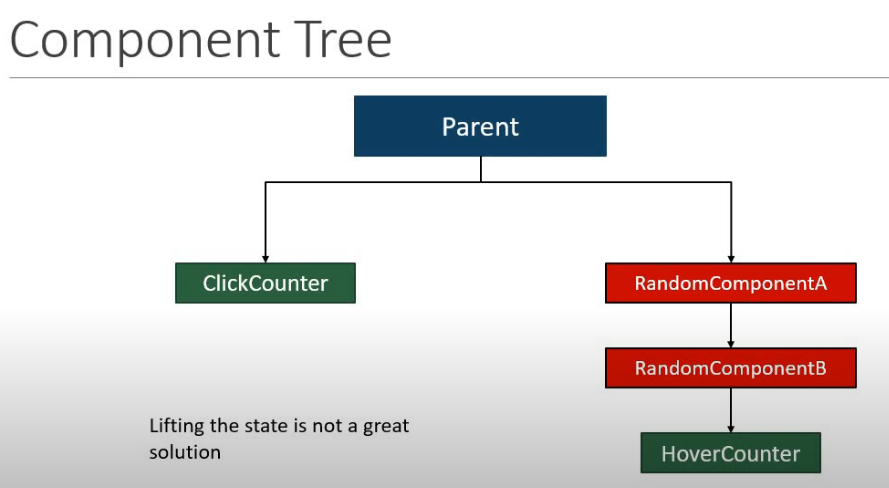 Component Tree
Parent
ClickCounter
RandomComponentA
RandomComponentB
Lifting the state is not a great
solution
HoverCounter